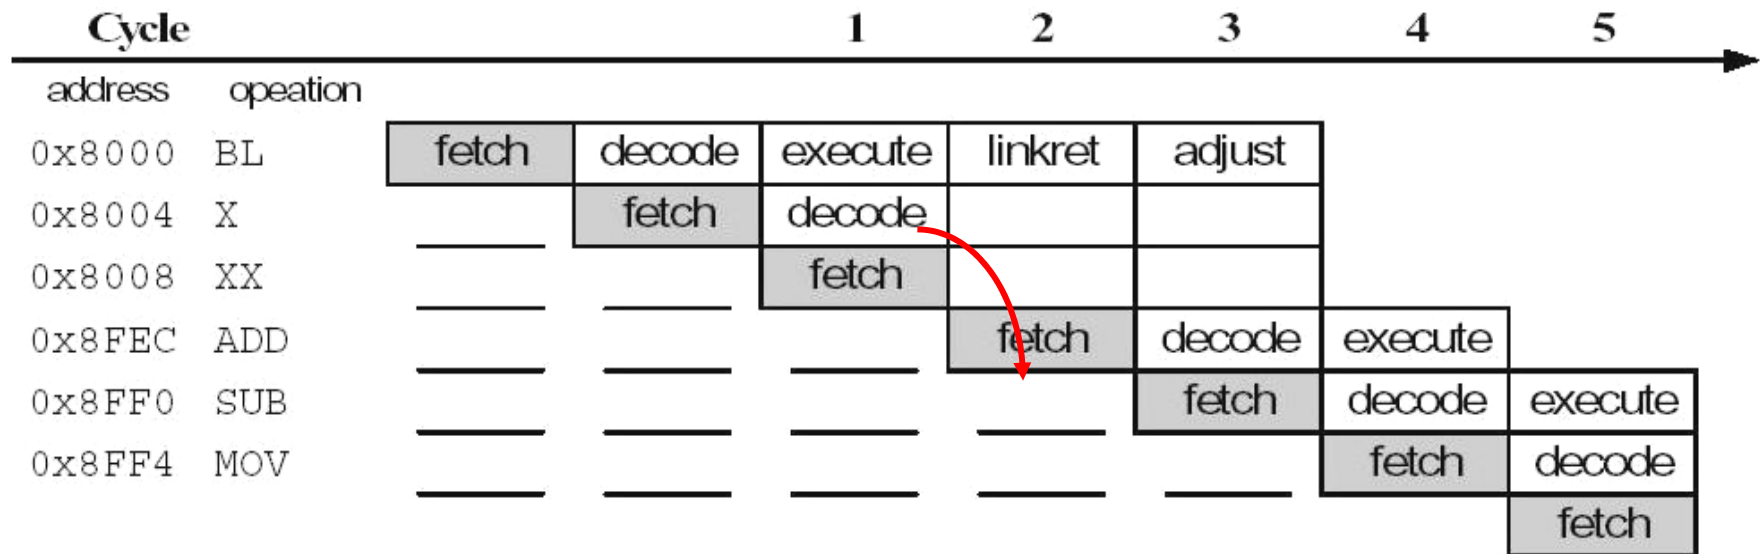 Cycle 1 2 3 4 5
address opeation
0x8000 BL fetch decode execute linkret adjust
0x8004 X fetch decode
0x8008 XX fetch
0x8FEC ADD fetch decode execute
0x8FF0 SUB fetch decode execute
0x8FF4 MOV fetch decode
fetch